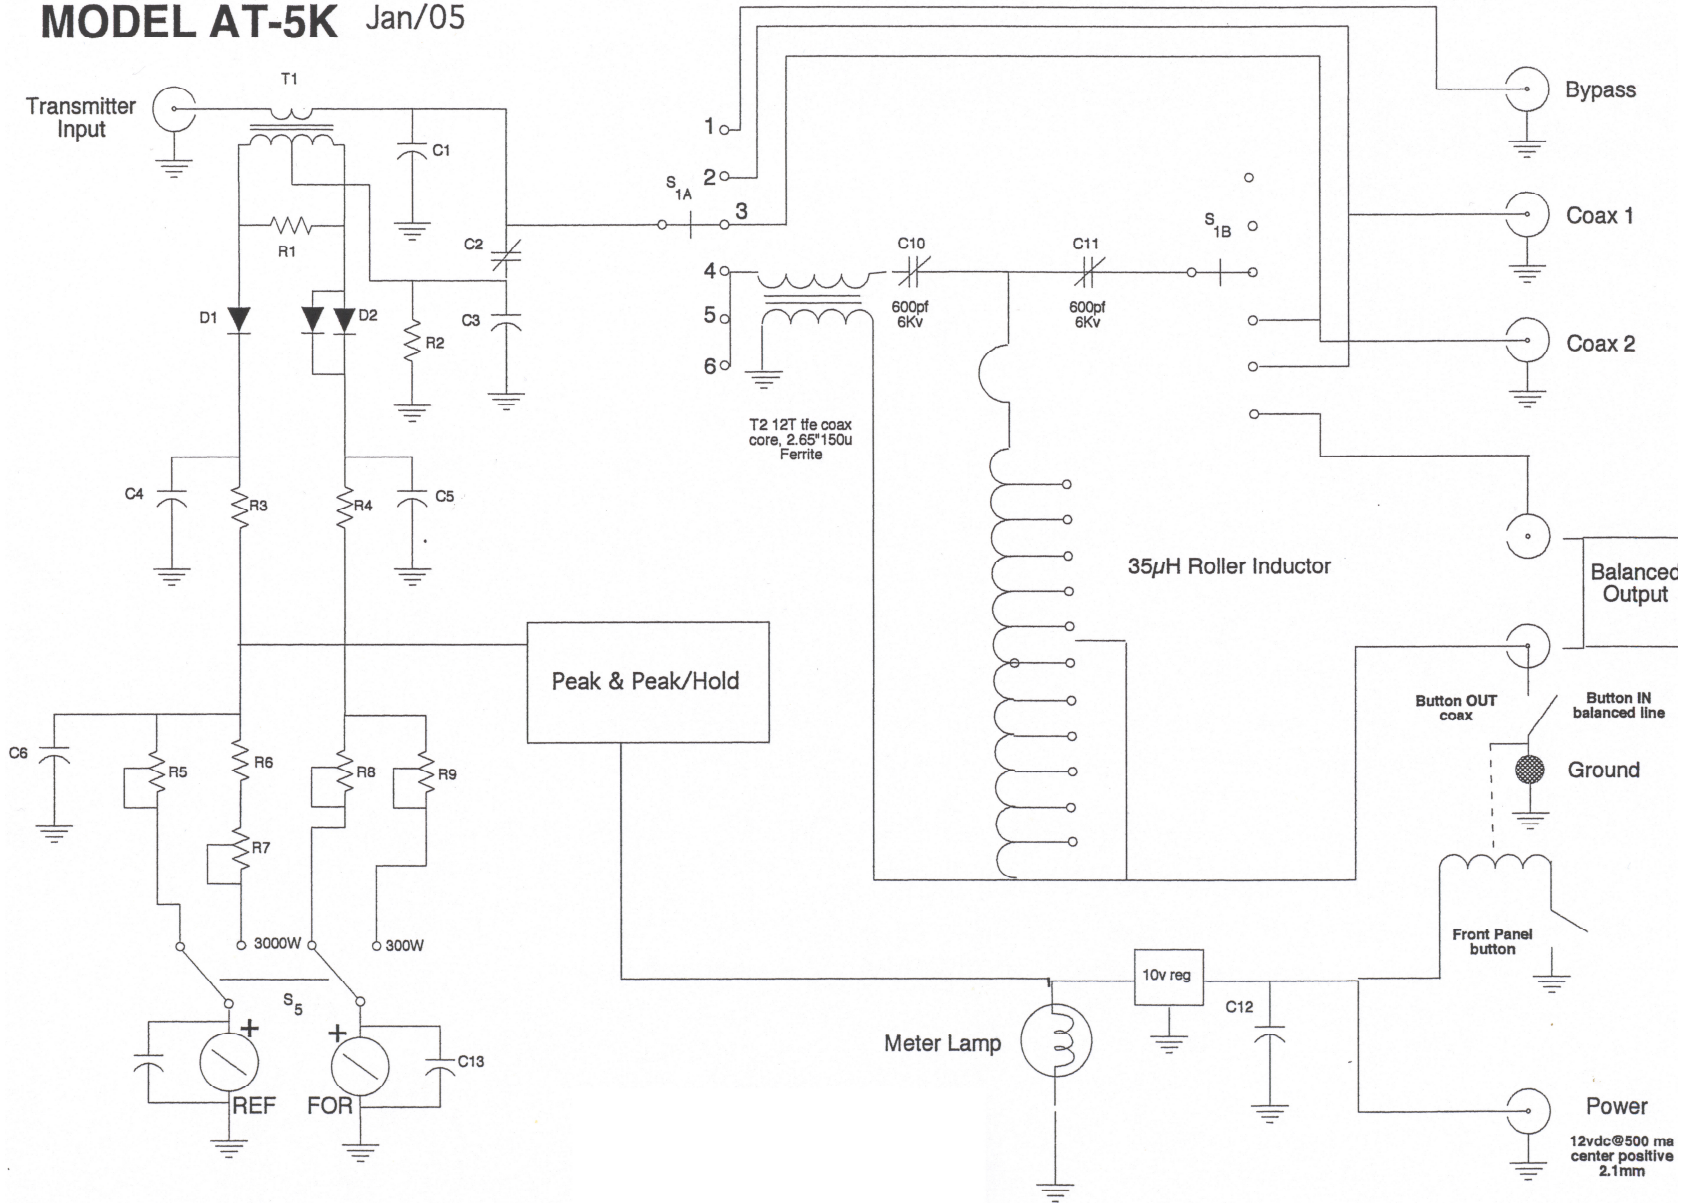 MODEL AT-5K Jan/05
T1
Transmitter
Input
C1
Bypass
1
2
S1A
3
R1
C2
Coax 1
S1B
C10
C11
4
600pf
6Kv
600pf
6Kv
D1
D2
R2
C3
5
6
Coax 2
T2 12T tfe coax
core, 2.65"150u
Ferrite
C4
R3
R4
C5
35µH Roller Inductor
Balanced
Output
Peak & Peak/Hold
Button OUT
coax
Button IN
balanced line
C6
R5
R6
R8
R9
Ground
R7
3000W
300W
Front Panel
button
S5
10v reg
C12
+
+
Meter Lamp
C13
REF
FOR
Power
12vdc@500 ma
center positive
2.1mm